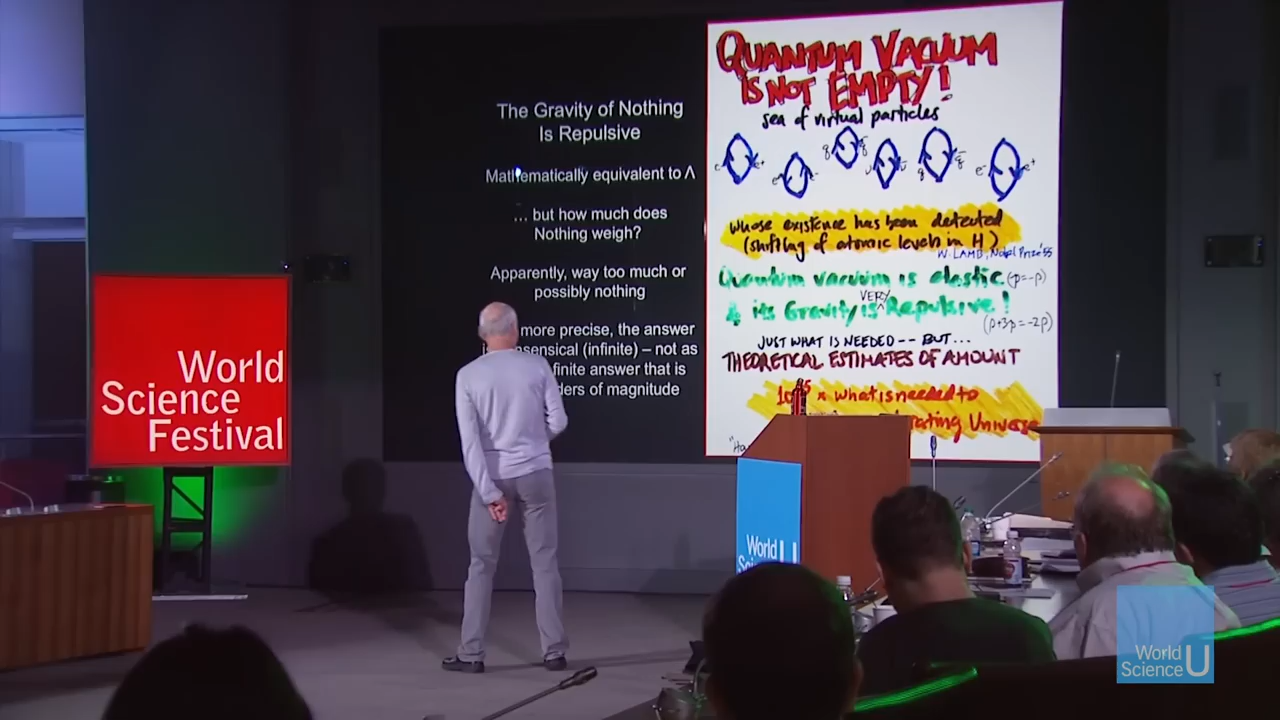 The Gravity of Nothing
Is Repulsive
Mathematically equivalent to Λ
... but how much does
Nothing weigh?
Apparently, way too much or
possibly nothing
more precise, the answer
(infinite) – not as
finite answer that is
of magnitude
QUANTUM VACUUM
IS NOT EMPTY!
sea of virtual particles
whose existence has been detected
(shifting of atomic levels in H)
W. LAMB, Nobel Prize '55
Quantum vacuum is elastic (p=-ρ)
VERY
& its Gravity is Repulsive!
(ρ+3p=-2ρ)
JUST WHAT IS NEEDED -- BUT...
THEORETICAL ESTIMATES OF AMOUNT
x what is needed to
Universe
World
Science
Festival
World
U
World
Science U